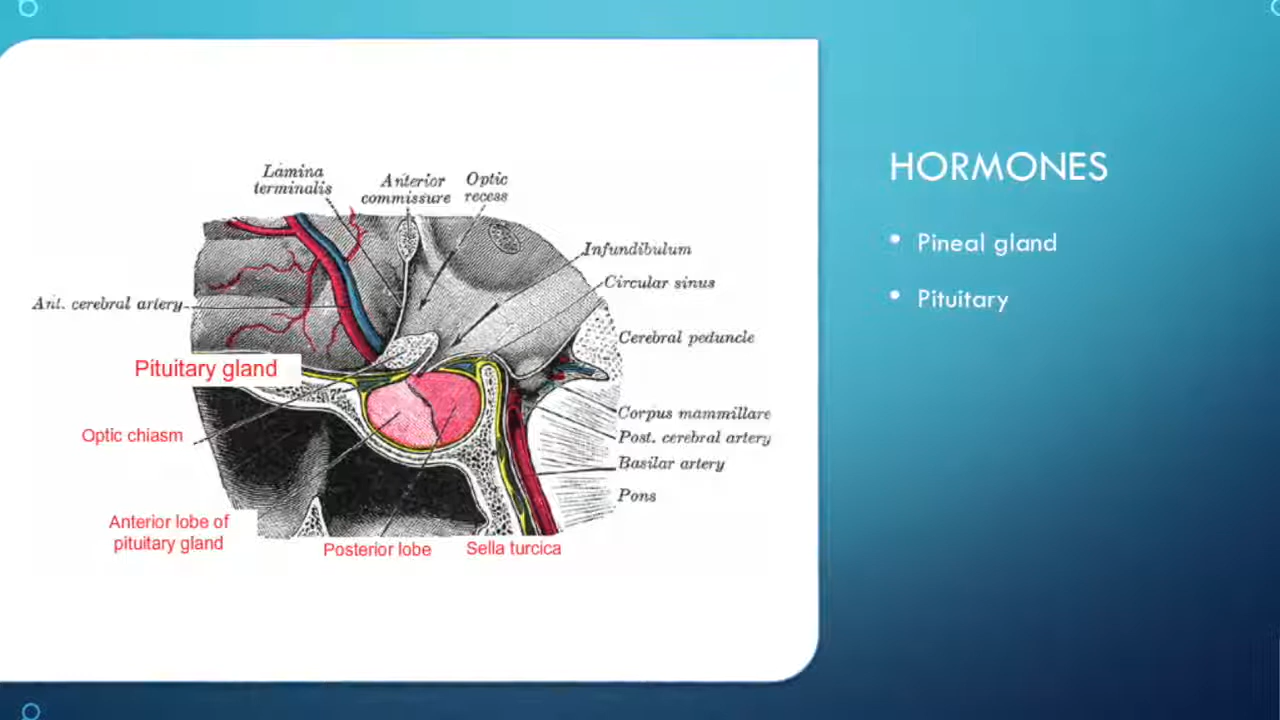 Lamina
terminalis
Anterior
commissure
Optic
recess
Infundibulum
Circular sinus
Ant. cerebral artery
Cerebral peduncle
Pituitary gland
Corpus mammillare
Optic chiasm
Post. cerebral artery
Basilar artery
Pons
Anterior lobe of
pituitary gland
Posterior lobe
Sella turcica
HORMONES
• Pineal gland
• Pituitary